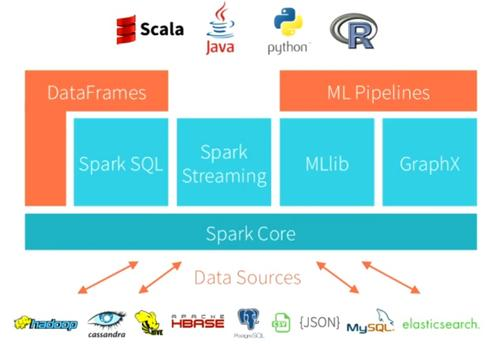 Scala
Java
python
R
DataFrames
ML Pipelines
Spark SQL
Spark Streaming
MLlib
GraphX
Spark Core
Data Sources
hadoop
cassandra
HIVE
APACHE HBASE
PostgreSQL
CSV
{JSON}
MySQL
elasticsearch.